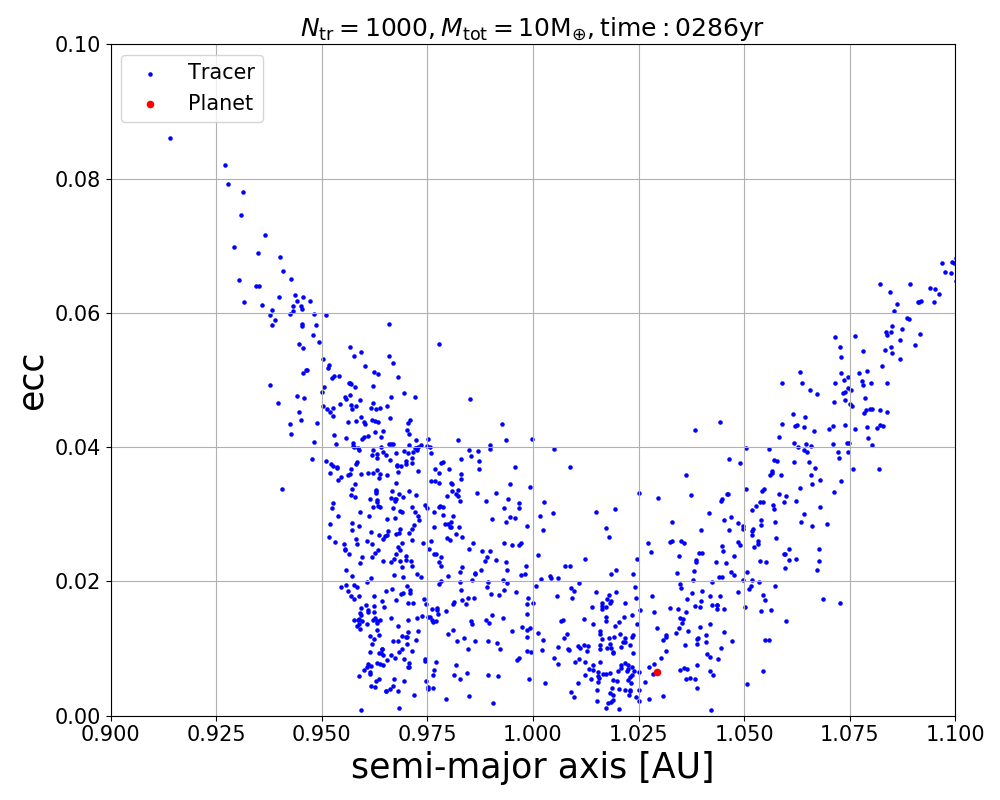 N_tr = 1000, M_tot = 10M_⊕, time : 0286yr
Tracer
Planet
ecc
0.10
0.08
0.06
0.04
0.02
0.00
0.900 0.925 0.950 0.975 1.000 1.025 1.050 1.075 1.100
semi-major axis [AU]